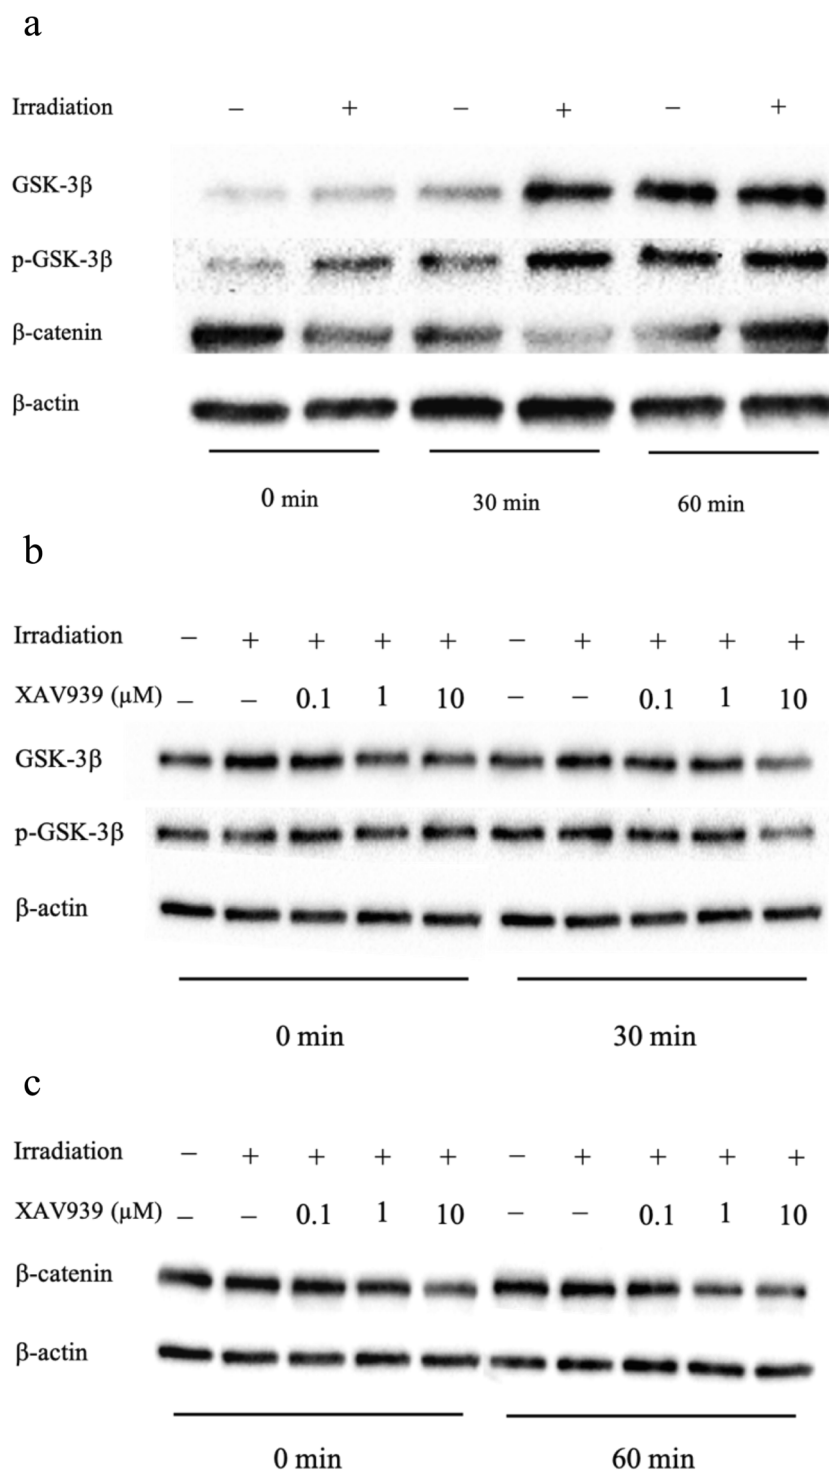 a
Irradiation − + − + − +
GSK-3β
p-GSK-3β
β-catenin
β-actin
0 min 30 min 60 min
b
Irradiation − + + + + − + + + +
XAV939 (μM) − − 0.1 1 10 − − 0.1 1 10
GSK-3β
p-GSK-3β
β-actin
0 min 30 min
c
Irradiation − + + + + − + + + +
XAV939 (μM) − − 0.1 1 10 − − 0.1 1 10
β-catenin
β-actin
0 min 60 min